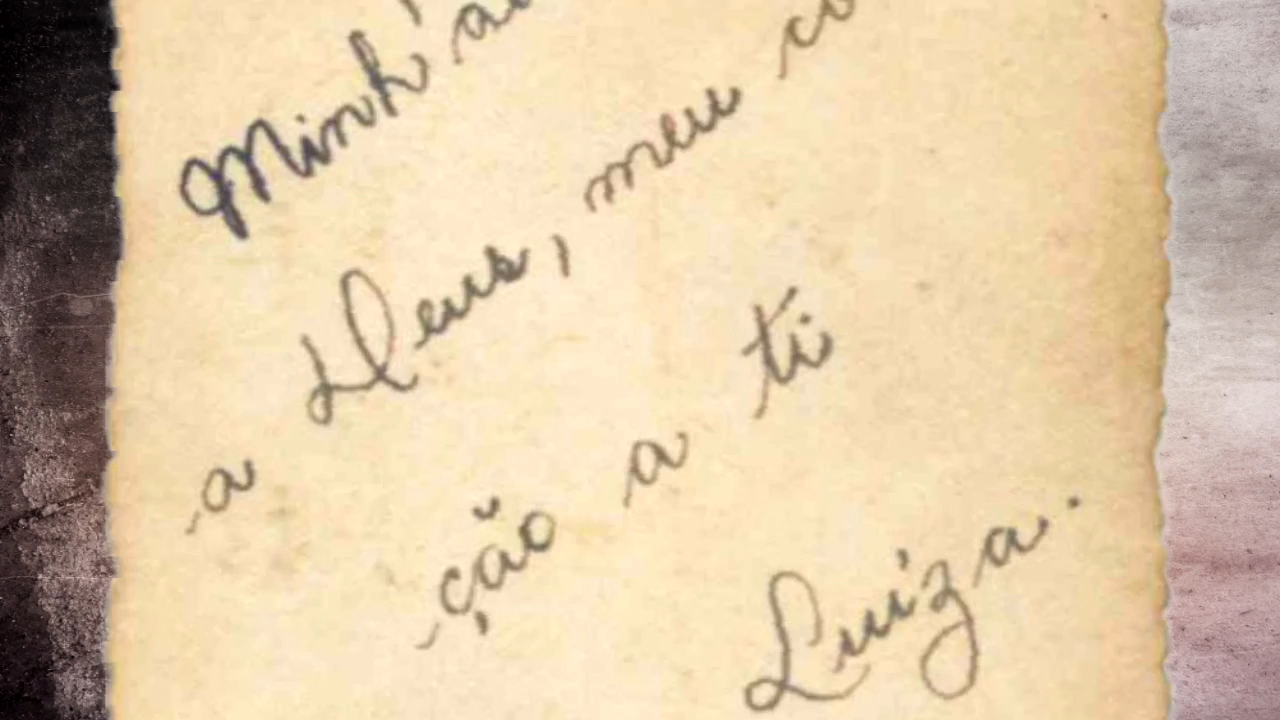 Minh'
a Deus, meu
-ção a ti
Luiza.